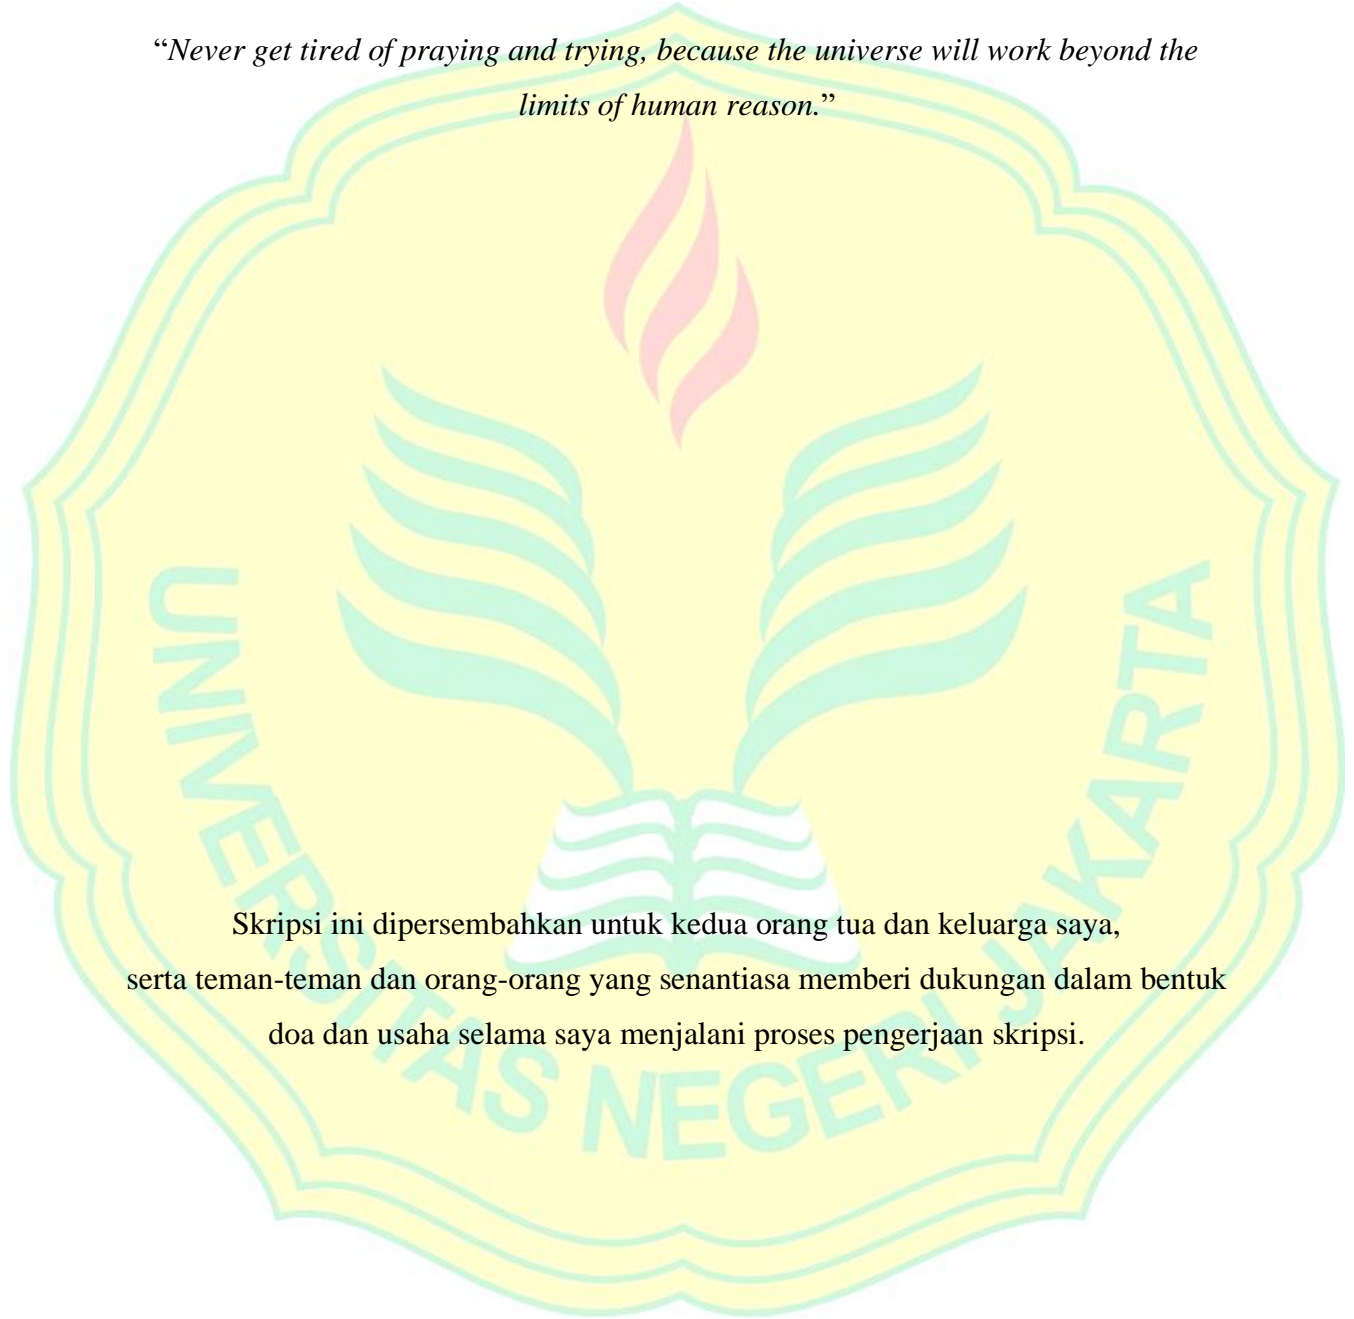 “Never get tired of praying and trying, because the universe will work beyond the
limits of human reason.”
UNIVERSITAS NEGERI JAKARTA
Skripsi ini dipersembahkan untuk kedua orang tua dan keluarga saya,
serta teman-teman dan orang-orang yang senantiasa memberi dukungan dalam bentuk
doa dan usaha selama saya menjalani proses pengerjaan skripsi.